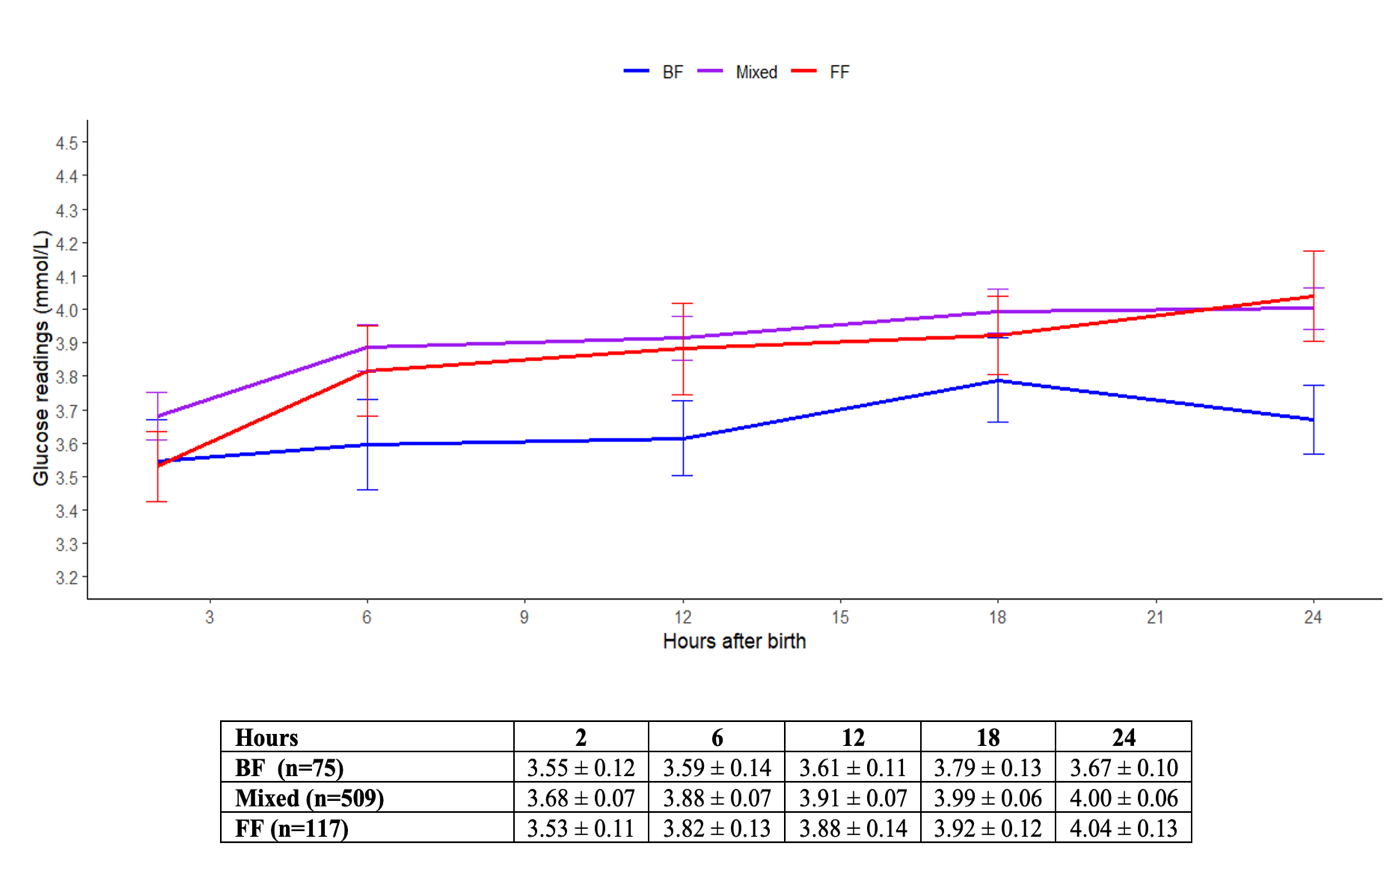 BF Mixed FF
4.5
4.4
4.3
4.2
4.1
4.0
3.9
3.8
3.7
3.6
3.5
3.4
3.3
3.2
Glucose readings (mmol/L)
3 6 9 12 15 18 21 24
Hours after birth
Hours 2 6 12 18 24
BF (n=75) 3.55 ± 0.12 3.59 ± 0.14 3.61 ± 0.11 3.79 ± 0.13 3.67 ± 0.10
Mixed (n=509) 3.68 ± 0.07 3.88 ± 0.07 3.91 ± 0.07 3.99 ± 0.06 4.00 ± 0.06
FF (n=117) 3.53 ± 0.11 3.82 ± 0.13 3.88 ± 0.14 3.92 ± 0.12 4.04 ± 0.13